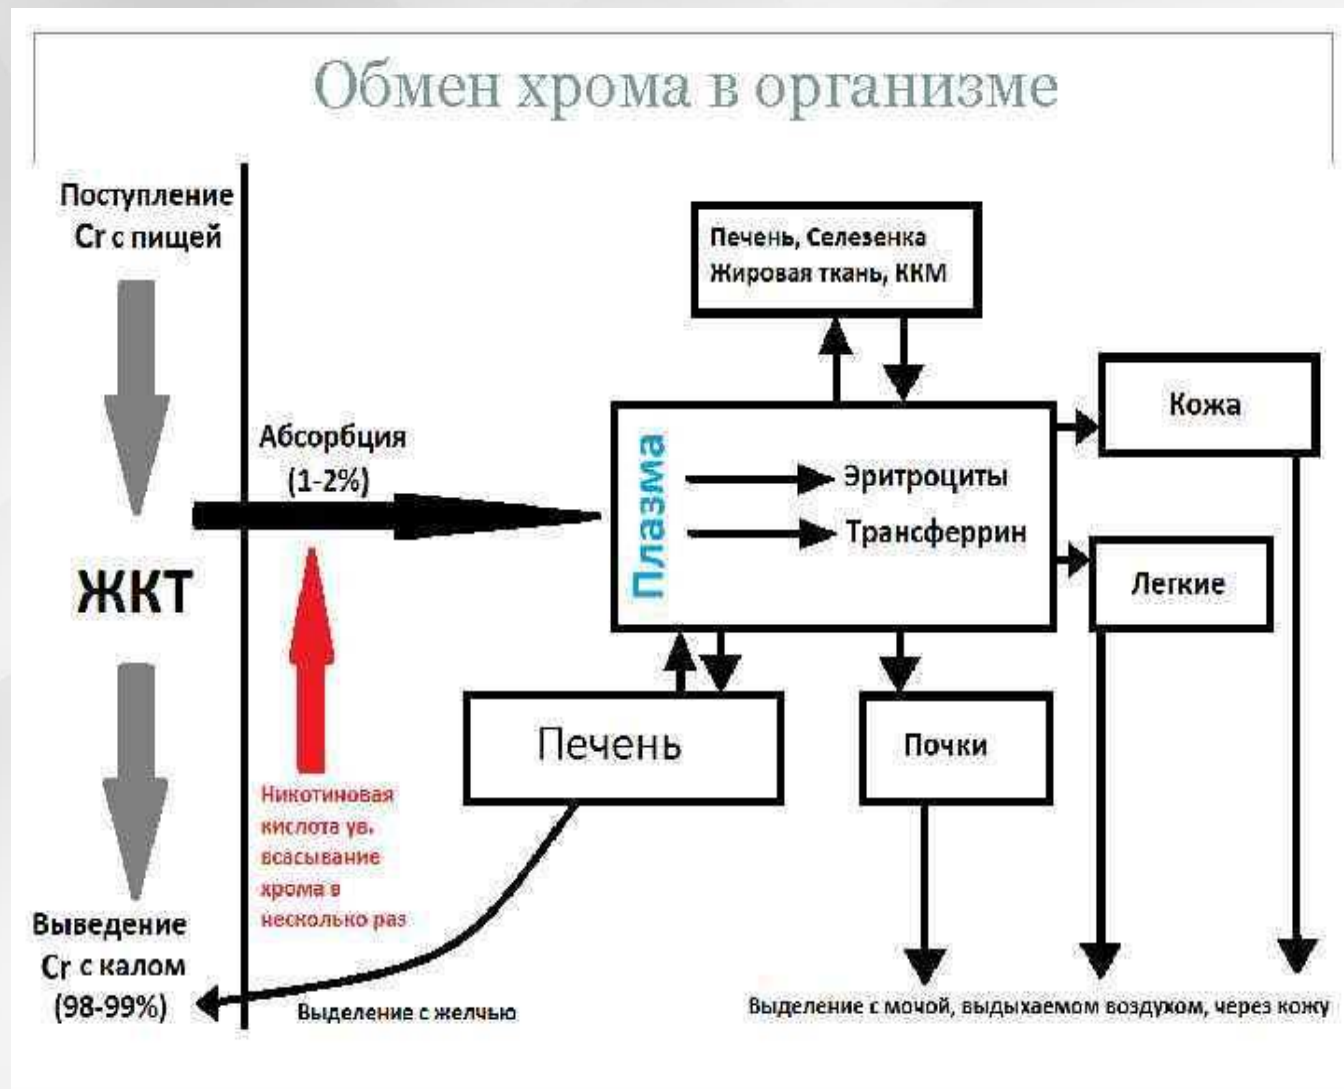 Обмен хрома в организме
Поступление
Cr с пищей
Печень, Селезенка
Жировая ткань, ККМ
Кожа
Абсорбция
(1-2%)
Плазма
Эритроциты
Трансферрин
ЖКТ
Легкие
Печень
Почки
Никотиновая
кислота ув.
всасывание
хрома в
несколько раз
Выведение
Cr с калом
(98-99%)
Выделение с желчью
Выделение с мочой, выдыхаемом воздухом, через кожу